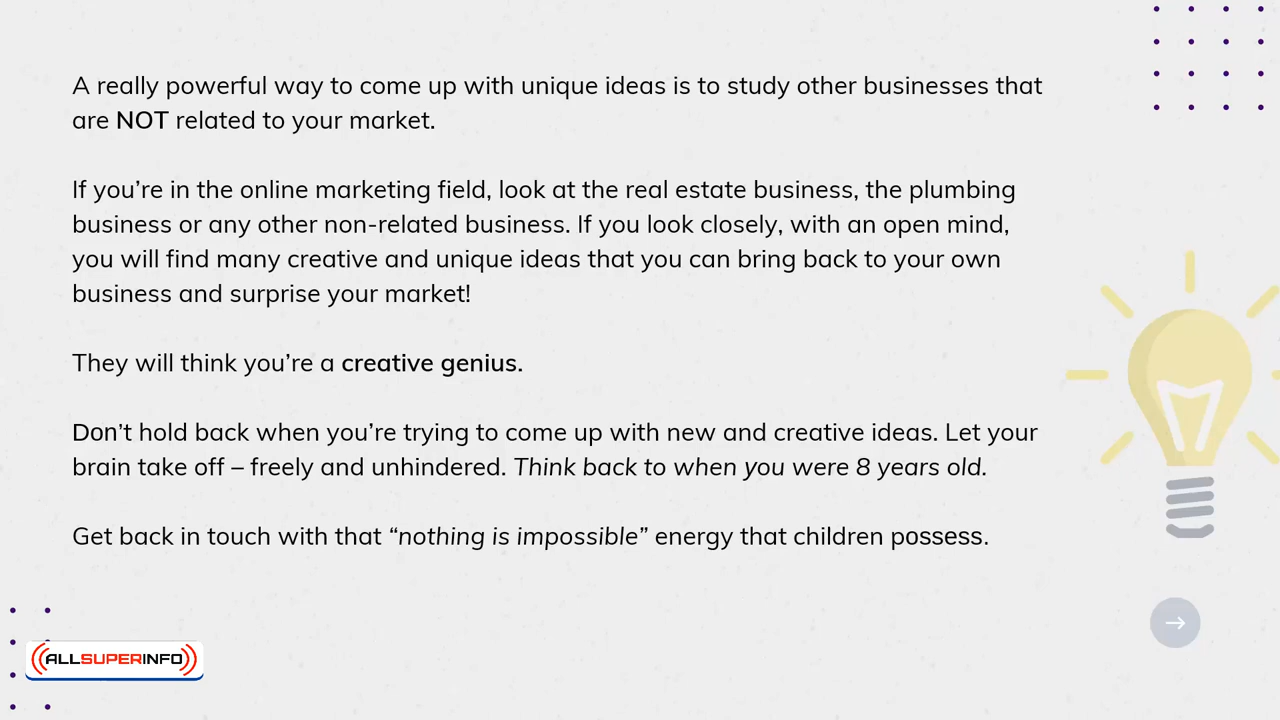 A really powerful way to come up with unique ideas is to study other businesses that
are NOT related to your market.
If you’re in the online marketing field, look at the real estate business, the plumbing
business or any other non-related business. If you look closely, with an open mind,
you will find many creative and unique ideas that you can bring back to your own
business and surprise your market!
They will think you’re a creative genius.
Don’t hold back when you’re trying to come up with new and creative ideas. Let your
brain take off – freely and unhindered. Think back to when you were 8 years old.
Get back in touch with that “nothing is impossible” energy that children possess.
ALLSUPERINFO